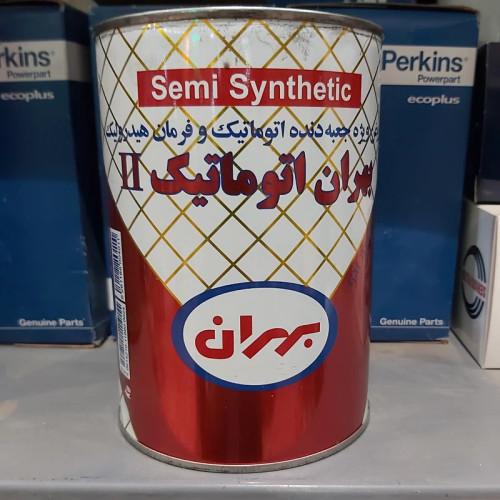 Semi Synthetic
ویژه جعبه دنده اتوماتیک و فرمان هیدرولیک
بهران اتوماتیک II
بهران
Perkins
Powerpart
ecoplus
Genuine Parts
Perkins
Powerpart
ecoplus
Genuine Parts